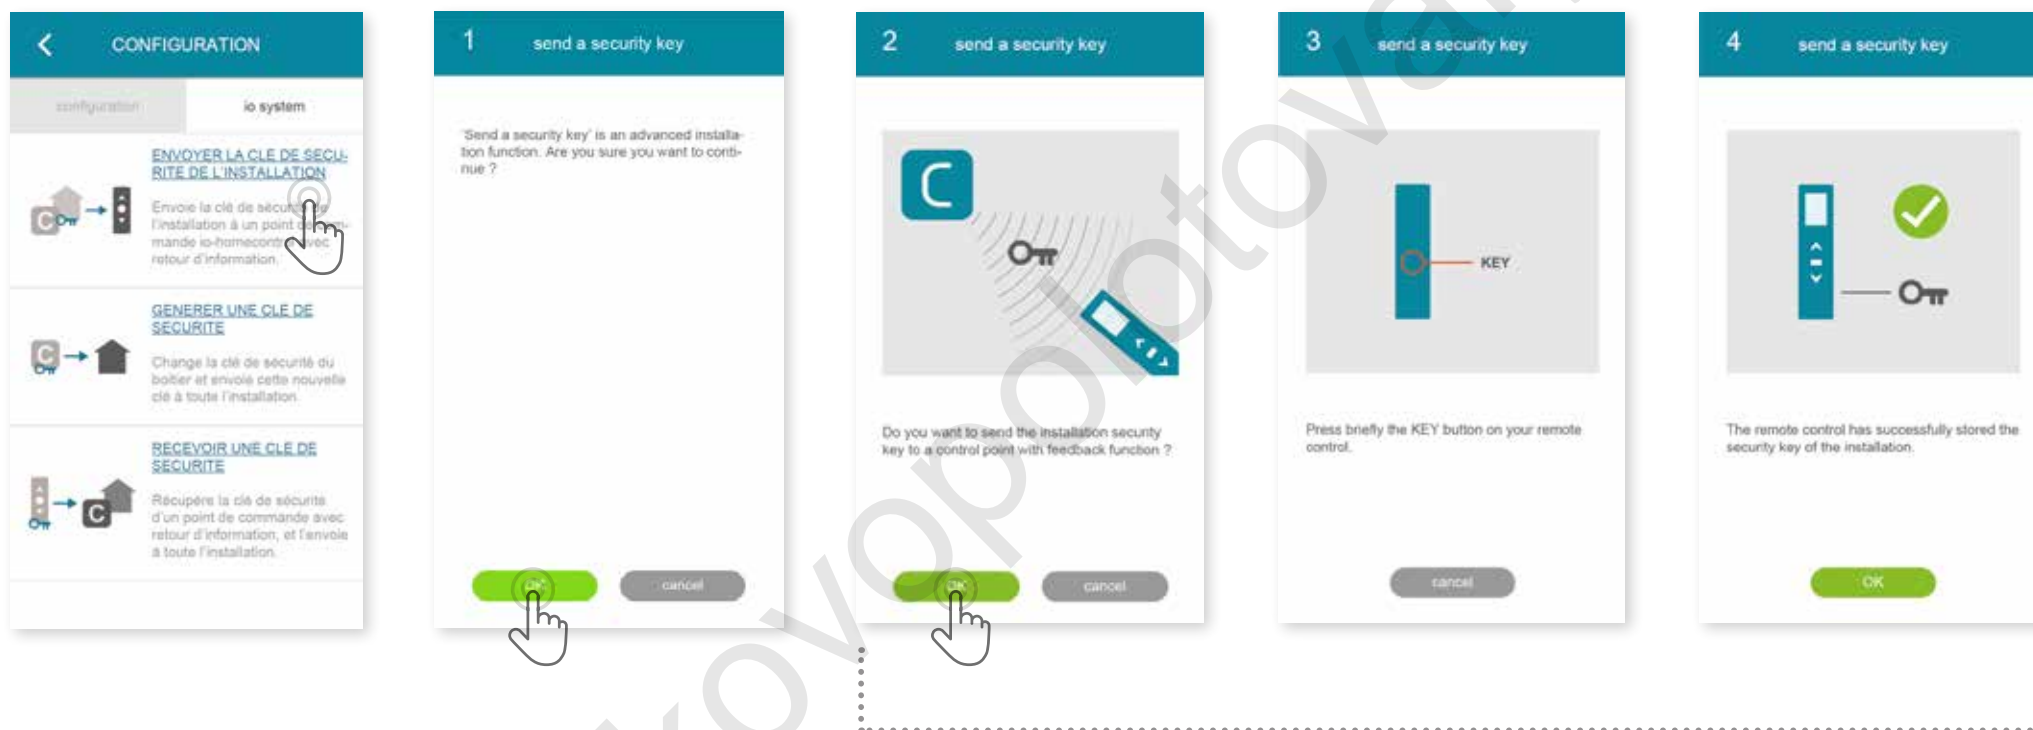 CONFIGURATION
configuration
io system
ENVOYER LA CLE DE SECU-
RITE DE L'INSTALLATION
Envoie la clé de sécurité de
l'installation à un point de com-
mande io-homecontrol avec
retour d'information.
GENERER UNE CLE DE
SECURITE
Change la clé de sécurité du
boîtier et envoie cette nouvelle
clé à toute l'installation
RECEVOIR UNE CLE DE
SECURITE
Récupère la clé de sécurité
d'un point de commande avec
retour d'information, et l'envoie
à toute l'installation.
1
send a security key
'Send a security key' is an advanced installa-
tion function. Are you sure you want to conti-
nue ?
OK
cancel
2
send a security key
C
Do you want to send the installation security
key to a control point with feedback function ?
OK
cancel
3
send a security key
KEY
Press briefly the KEY button on your remote
control.
cancel
4
send a security key
The remote control has successfully stored the
security key of the installation.
OK
kovopolotovar